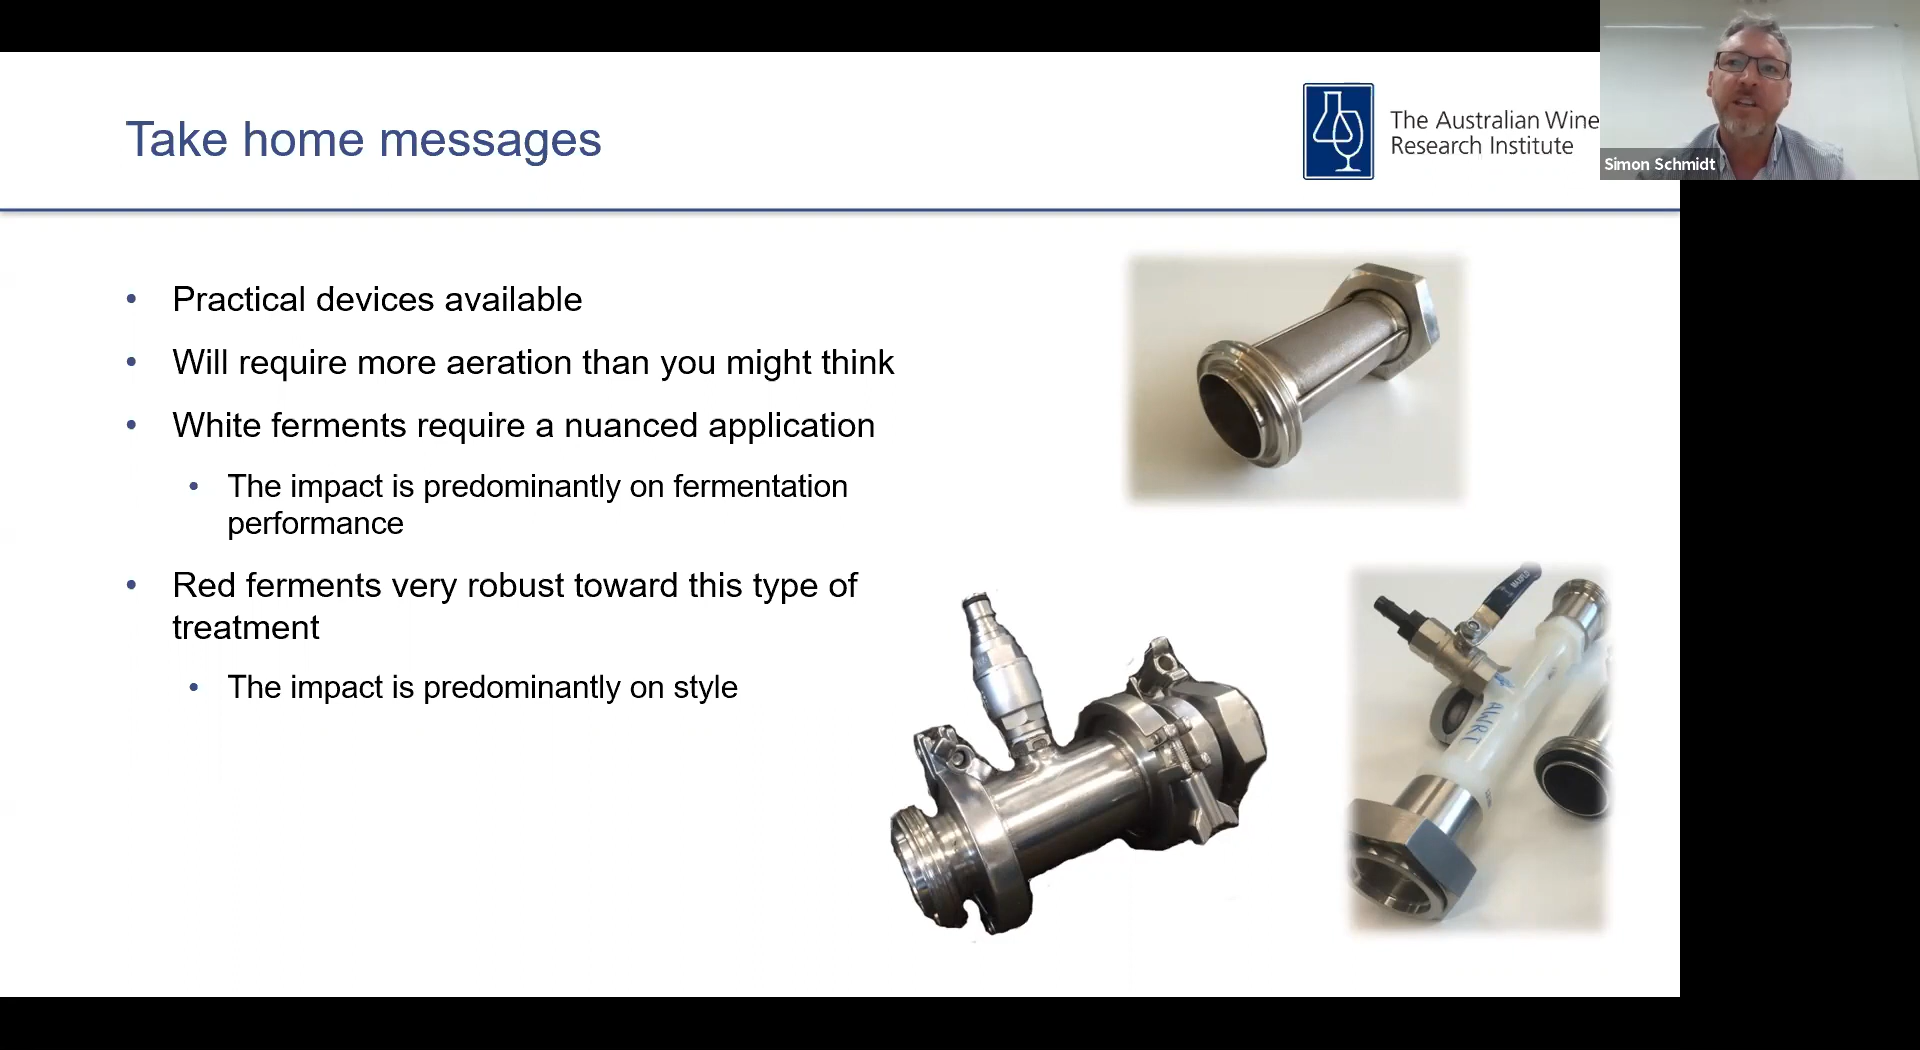 Take home messages
The Australian Wine
Research Institute
Simon Schmidt
• Practical devices available
• Will require more aeration than you might think
• White ferments require a nuanced application
• The impact is predominantly on fermentation
performance
• Red ferments very robust toward this type of
treatment
• The impact is predominantly on style
AWRI